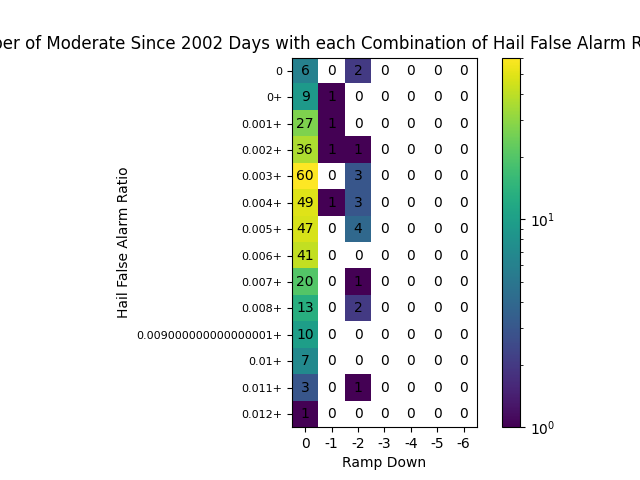 er of Moderate Since 2002 Days with each Combination of Hail False Alarm R
0 6 0 2 0 0 0 0
0+ 9 1 0 0 0 0 0
0.001+ 27 1 0 0 0 0 0
0.002+ 36 1 1 0 0 0 0
0.003+ 60 0 3 0 0 0 0
0.004+ 49 1 3 0 0 0 0
0.005+ 47 0 4 0 0 0 0
0.006+ 41 0 0 0 0 0 0
0.007+ 20 0 1 0 0 0 0
0.008+ 13 0 2 0 0 0 0
0.009000000000000001+ 10 0 0 0 0 0 0
0.01+ 7 0 0 0 0 0 0
0.011+ 3 0 1 0 0 0 0
0.012+ 1 0 0 0 0 0 0
0 -1 -2 -3 -4 -5 -6
Ramp Down
Hail False Alarm Ratio
10¹
10⁰